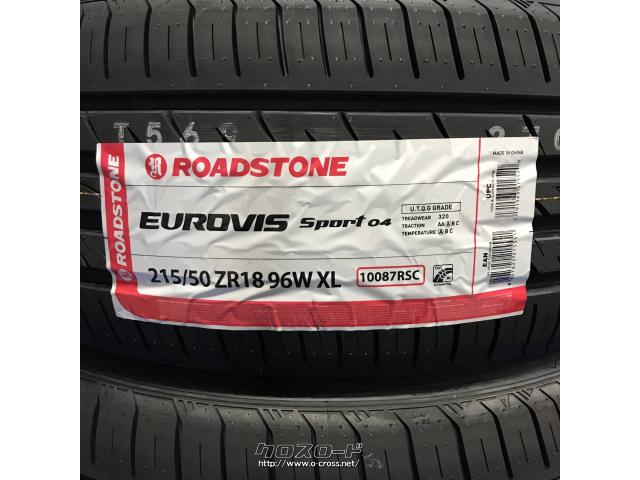 T569
ROADSTONE
ROADSTONE
EUROVIS Sport 04
215/50 ZR18 96W XL
10087RSC
U.T.Q.G GRADE
TREADWEAR 320
TRACTION AA A B C
TEMPERATURE A B C
MADE IN CHINA
UPC
EAN
クロスロード
http://www.o-cross.net/